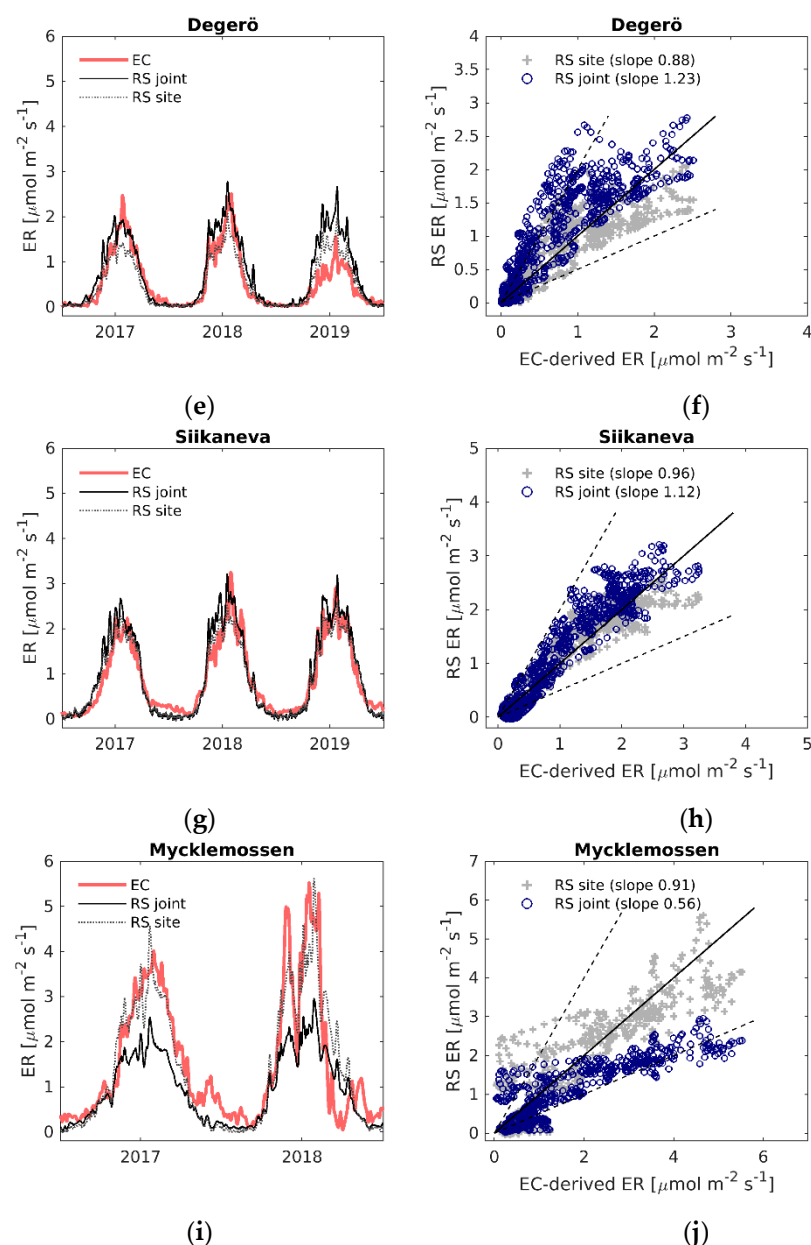 Degerö
6
5
4
3
2
1
0
ER [μmol m-2 s-1]
EC
RS joint
RS site
2017
2018
2019
(e)
4
3.5
3
2.5
2
1.5
1
0.5
0
RS ER [μmol m-2 s-1]
RS site (slope 0.88)
RS joint (slope 1.23)
0
1
2
3
4
EC-derived ER [μmol m-2 s-1]
(f)
Siikaneva
6
5
4
3
2
1
0
ER [μmol m-2 s-1]
EC
RS joint
RS site
2017
2018
2019
(g)
Siikaneva
5
4
3
2
1
0
RS ER [μmol m-2 s-1]
RS site (slope 0.96)
RS joint (slope 1.12)
0
1
2
3
4
5
EC-derived ER [μmol m-2 s-1]
(h)
Mycklemossen
6
5
4
3
2
1
0
ER [μmol m-2 s-1]
EC
RS joint
RS site
2017
2018
(i)
Mycklemossen
7
6
5
4
3
2
1
0
RS ER [μmol m-2 s-1]
RS site (slope 0.91)
RS joint (slope 0.56)
0
2
4
6
EC-derived ER [μmol m-2 s-1]
(j)